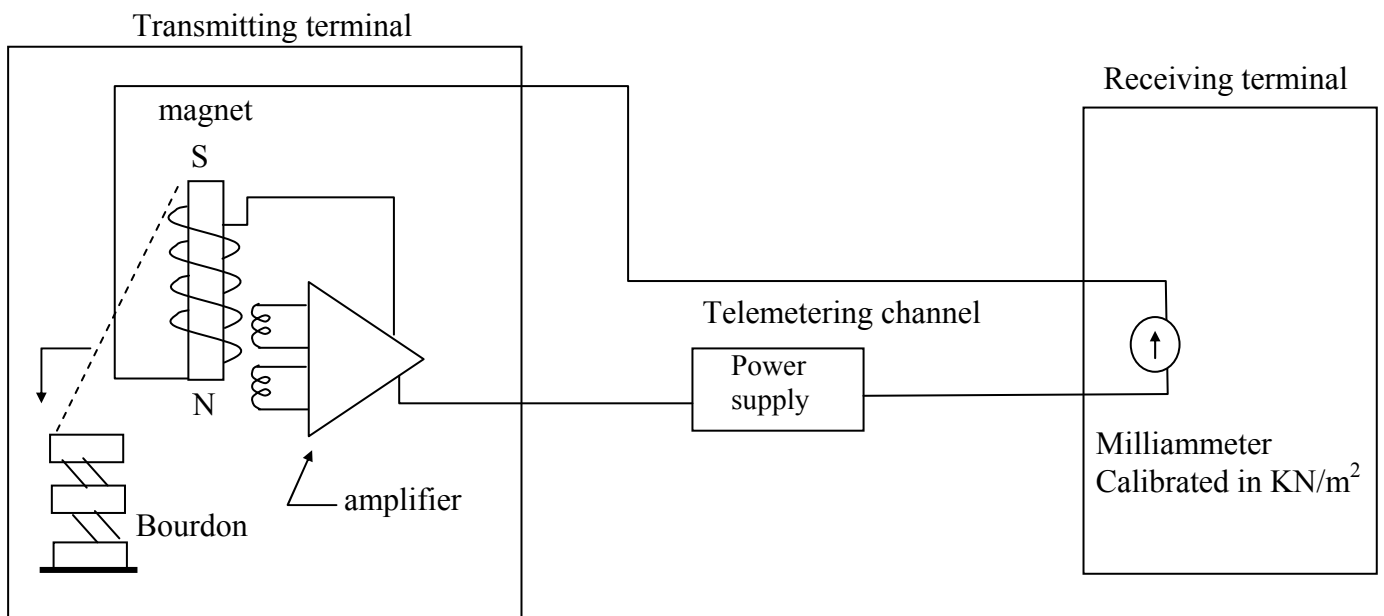 Transmitting terminal
Receiving terminal
magnet
S
N
Telemetering channel
Power
supply
amplifier
Bourdon
Milliammeter
Calibrated in KN/m²